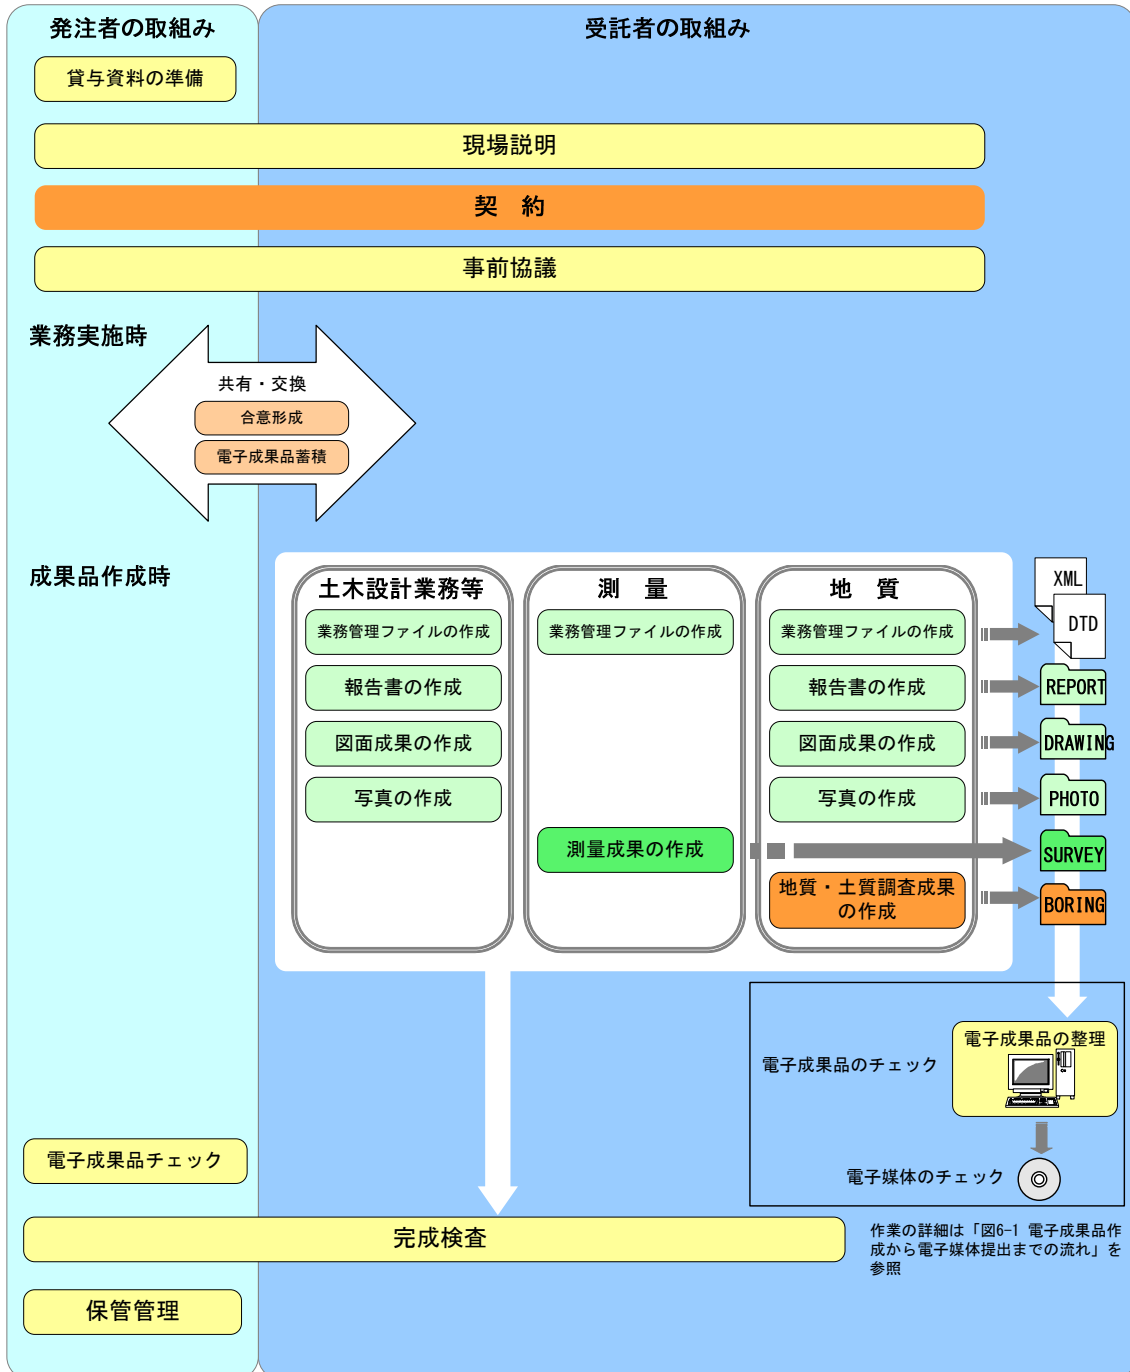 発注者の取組み
受託者の取組み
貸与資料の準備
現場説明
契　約
事前協議
業務実施時
共有・交換
合意形成
電子成果品蓄積
成果品作成時
土木設計業務等
業務管理ファイルの作成
報告書の作成
図面成果の作成
写真の作成
測　量
業務管理ファイルの作成
測量成果の作成
地　質
業務管理ファイルの作成
報告書の作成
図面成果の作成
写真の作成
地質・土質調査成果
の作成
XML
DTD
REPORT
DRAWING
PHOTO
SURVEY
BORING
電子成果品の整理
電子成果品のチェック
電子媒体のチェック
電子成果品チェック
完成検査
作業の詳細は「図6-1 電子成果品作
成から電子媒体提出までの流れ」を
参照
保管管理